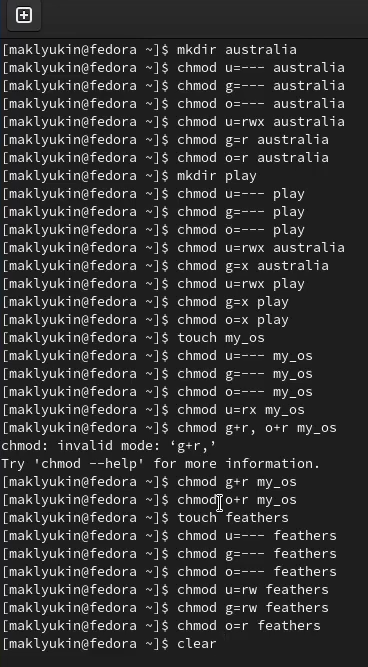 [maklyukin@fedora ~]$ mkdir australia
[maklyukin@fedora ~]$ chmod u=--- australia
[maklyukin@fedora ~]$ chmod g=--- australia
[maklyukin@fedora ~]$ chmod o=--- australia
[maklyukin@fedora ~]$ chmod u=rwx australia
[maklyukin@fedora ~]$ chmod g=r australia
[maklyukin@fedora ~]$ chmod o=r australia
[maklyukin@fedora ~]$ mkdir play
[maklyukin@fedora ~]$ chmod u=--- play
[maklyukin@fedora ~]$ chmod g=--- play
[maklyukin@fedora ~]$ chmod o=--- play
[maklyukin@fedora ~]$ chmod u=rwx australia
[maklyukin@fedora ~]$ chmod g=x australia
[maklyukin@fedora ~]$ chmod u=rwx play
[maklyukin@fedora ~]$ chmod g=x play
[maklyukin@fedora ~]$ chmod o=x play
[maklyukin@fedora ~]$ touch my_os
[maklyukin@fedora ~]$ chmod u=--- my_os
[maklyukin@fedora ~]$ chmod g=--- my_os
[maklyukin@fedora ~]$ chmod o=--- my_os
[maklyukin@fedora ~]$ chmod u=rx my_os
[maklyukin@fedora ~]$ chmod g+r, o+r my_os
chmod: invalid mode: ‘g+r,’
Try 'chmod --help' for more information.
[maklyukin@fedora ~]$ chmod g+r my_os
[maklyukin@fedora ~]$ chmod o+r my_os
[maklyukin@fedora ~]$ touch feathers
[maklyukin@fedora ~]$ chmod u=--- feathers
[maklyukin@fedora ~]$ chmod g=--- feathers
[maklyukin@fedora ~]$ chmod o=--- feathers
[maklyukin@fedora ~]$ chmod u=rw feathers
[maklyukin@fedora ~]$ chmod g=rw feathers
[maklyukin@fedora ~]$ chmod o=r feathers
[maklyukin@fedora ~]$ clear